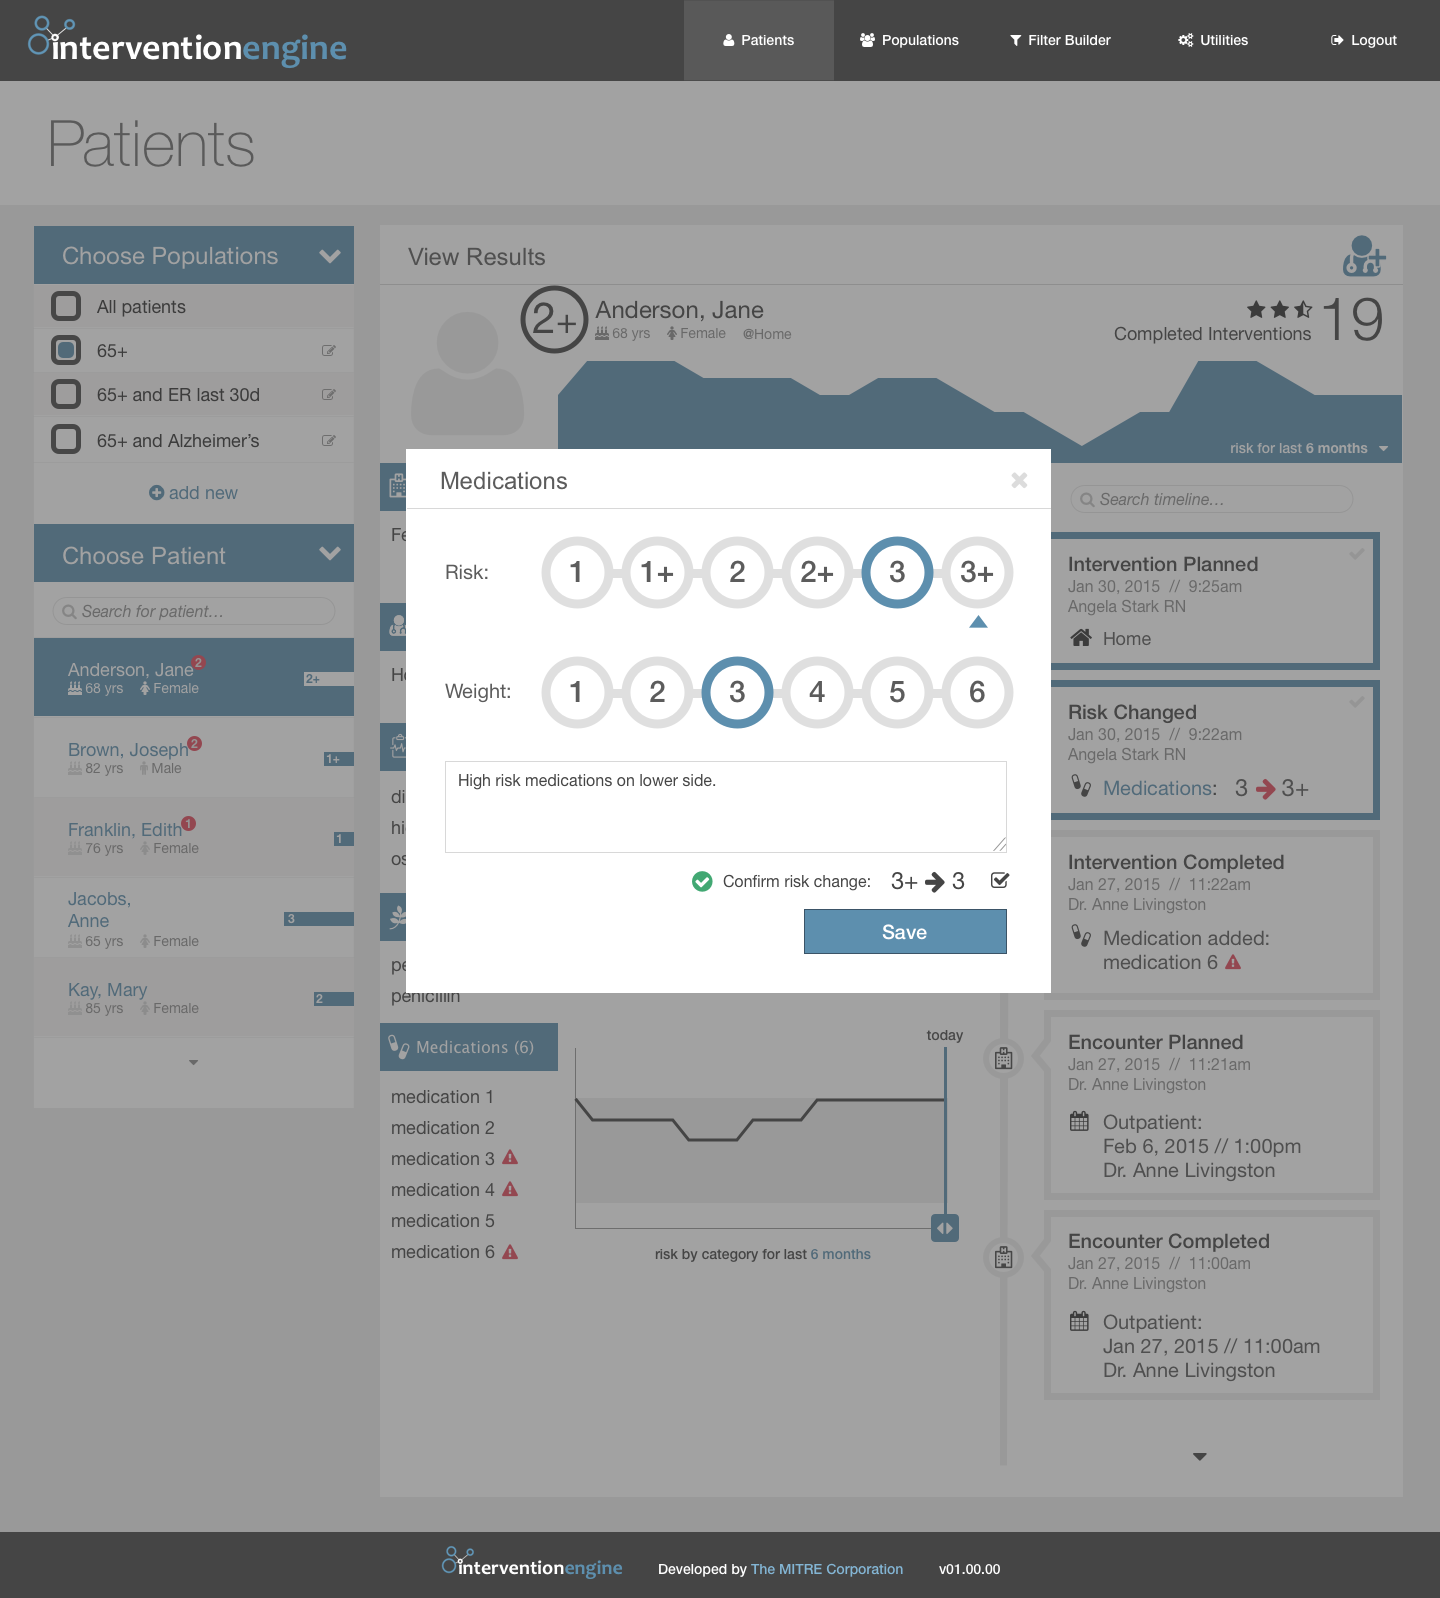 interventionengine
Patients
Populations
Filter Builder
Utilities
Logout
Patients
Choose Populations
All patients
65+
65+ and ER last 30d
65+ and Alzheimer’s
add new
Choose Patient
Search for patient...
Anderson, Jane 2
68 yrs Female
2+
Brown, Joseph 2
82 yrs Male
1+
Franklin, Edith 1
76 yrs Female
1
Jacobs,
Anne
65 yrs Female
3
Kay, Mary
85 yrs Female
2
View Results
2+
Anderson, Jane
68 yrs Female @Home
Completed Interventions 19
risk for last 6 months
Medications
Risk: 1 1+ 2 2+ 3 3+
Weight: 1 2 3 4 5 6
High risk medications on lower side.
Confirm risk change: 3+ 3
Save
Fe
He
di
hi
os
pe
penicillin
Medications (6)
medication 1
medication 2
medication 3
medication 4
medication 5
medication 6
today
risk by category for last 6 months
Search timeline...
Intervention Planned
Jan 30, 2015 // 9:25am
Angela Stark RN
Home
Risk Changed
Jan 30, 2015 // 9:22am
Angela Stark RN
Medications: 3 3+
Intervention Completed
Jan 27, 2015 // 11:22am
Dr. Anne Livingston
Medication added:
medication 6
Encounter Planned
Jan 27, 2015 // 11:21am
Dr. Anne Livingston
Outpatient:
Feb 6, 2015 // 1:00pm
Dr. Anne Livingston
Encounter Completed
Jan 27, 2015 // 11:00am
Dr. Anne Livingston
Outpatient:
Jan 27, 2015 // 11:00am
Dr. Anne Livingston
interventionengine
Developed by The MITRE Corporation
v01.00.00